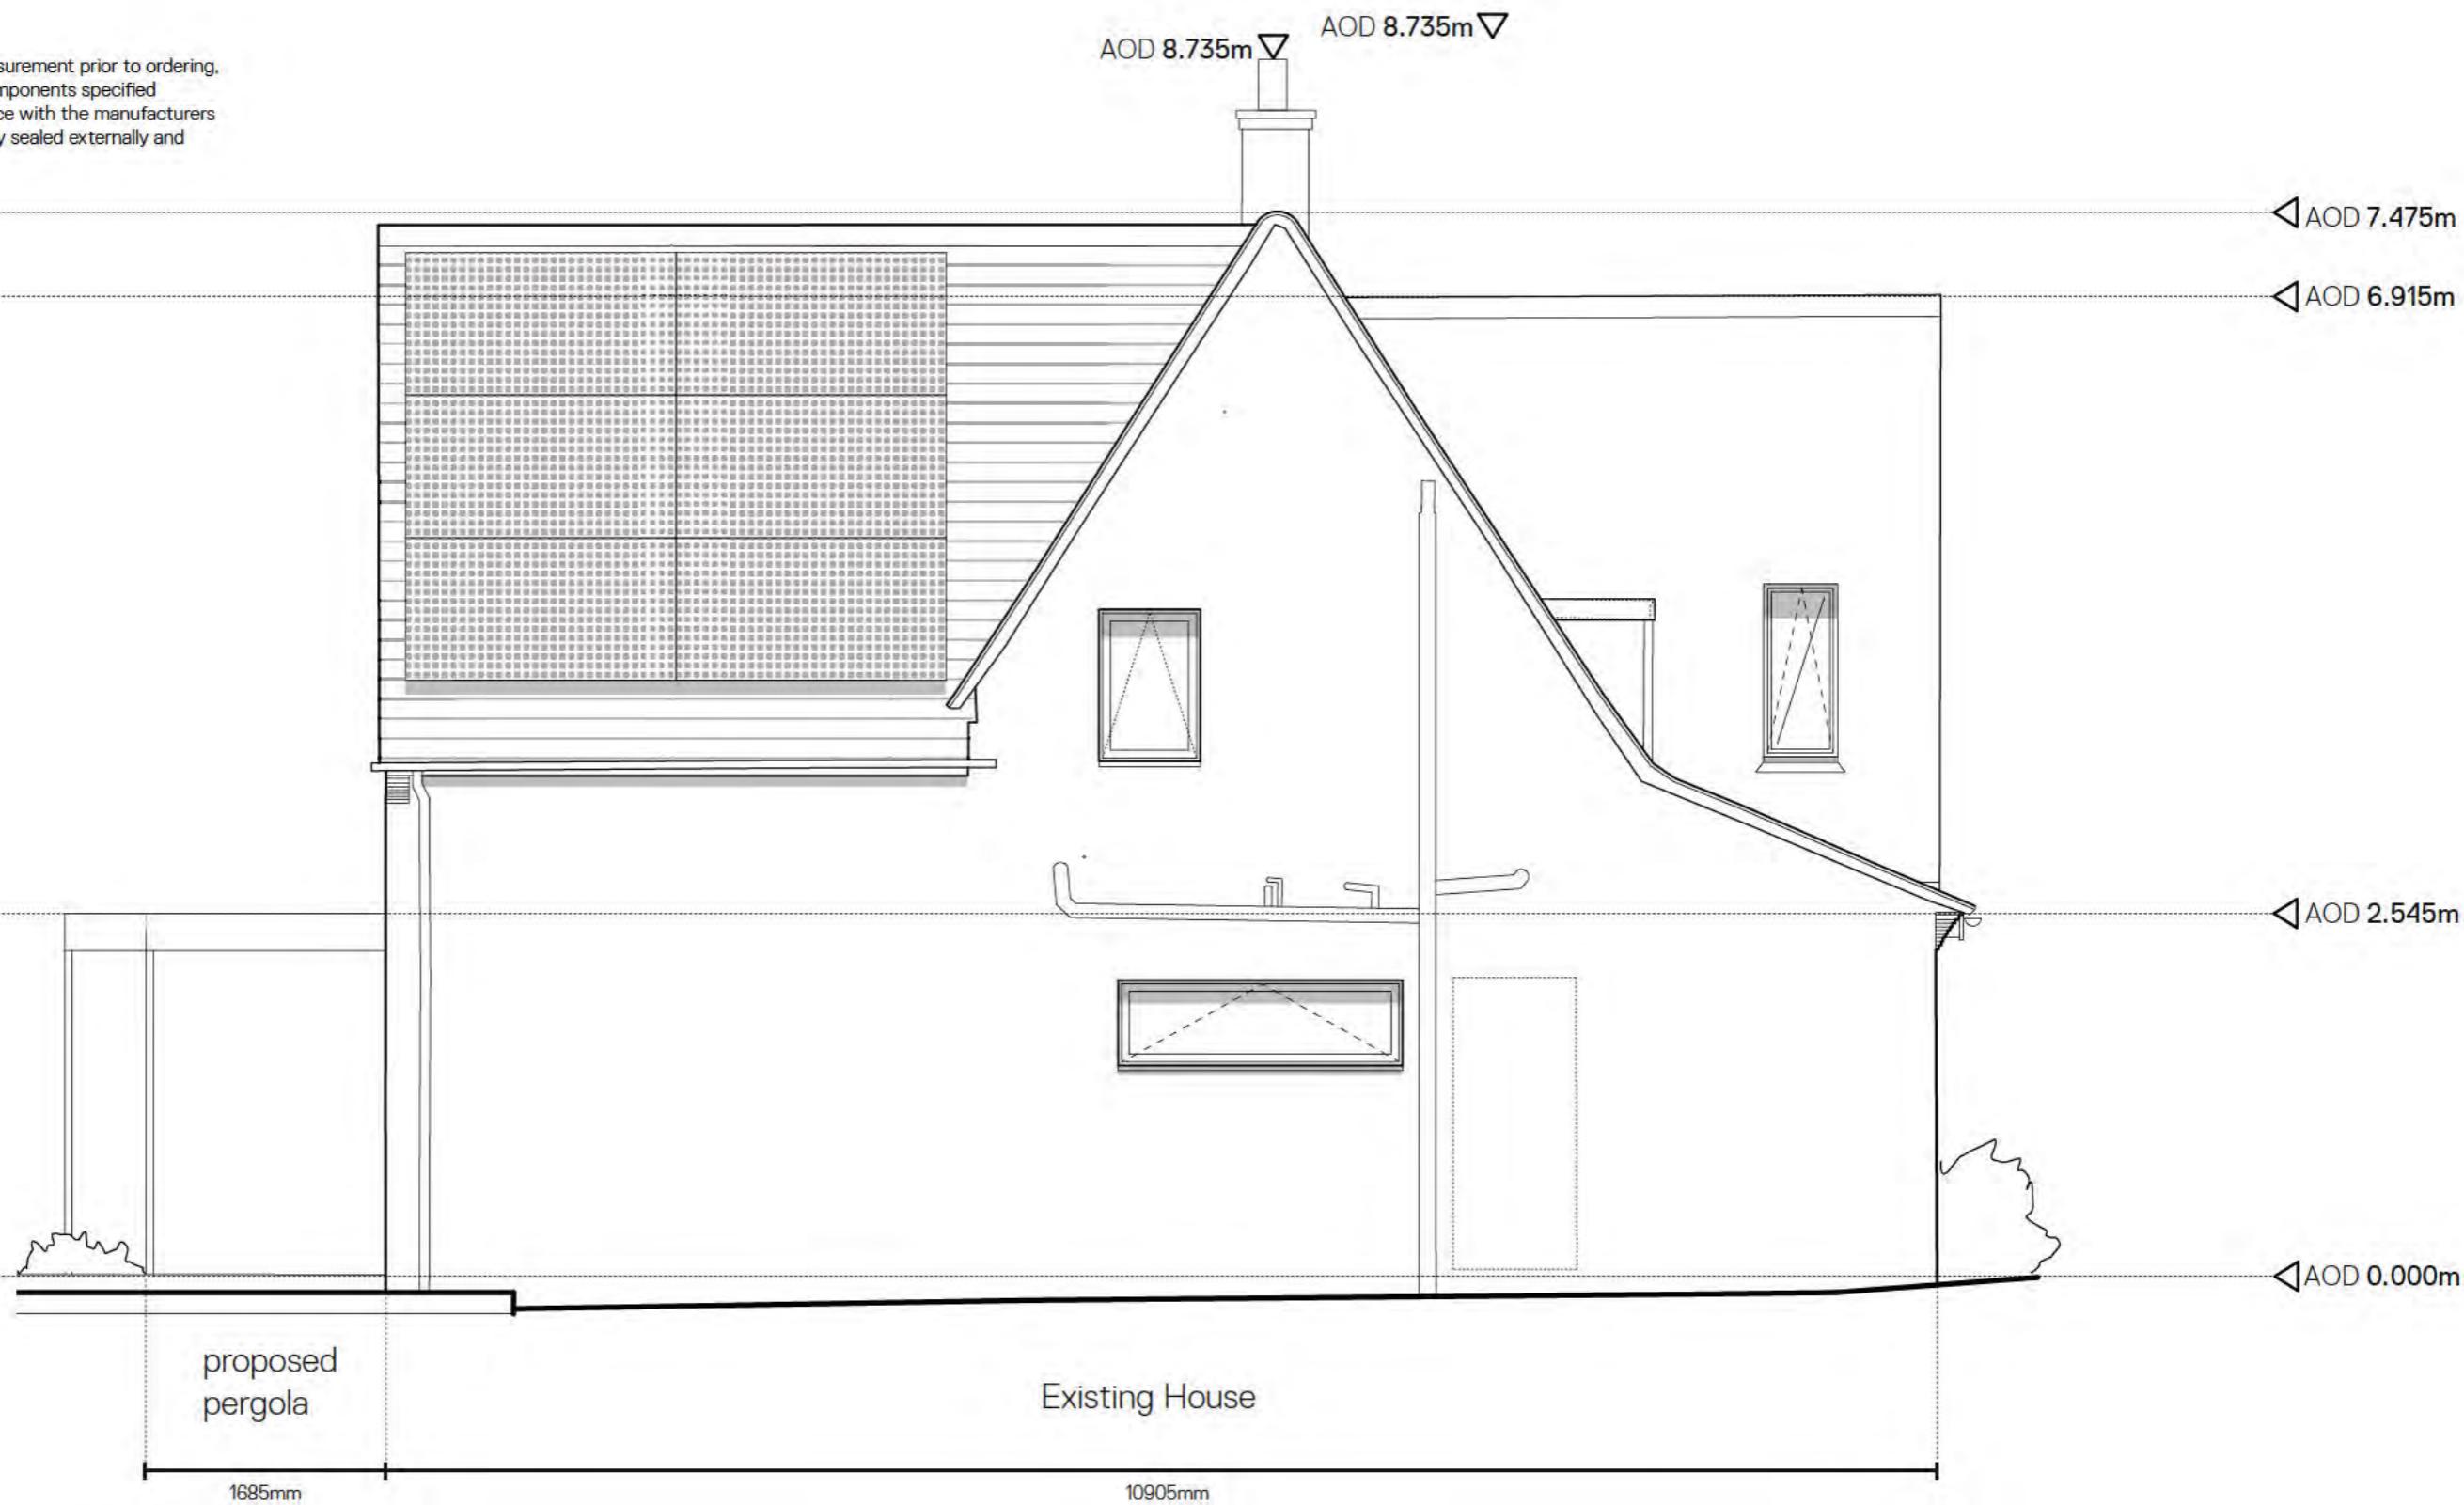 AOD 8.735m
AOD 8.735m
surement prior to ordering,
mponents specified
ce with the manufacturers
y sealed externally and
AOD 7.475m
AOD 6.915m
AOD 2.545m
AOD 0.000m
proposed
pergola
Existing House
1685mm
10905mm